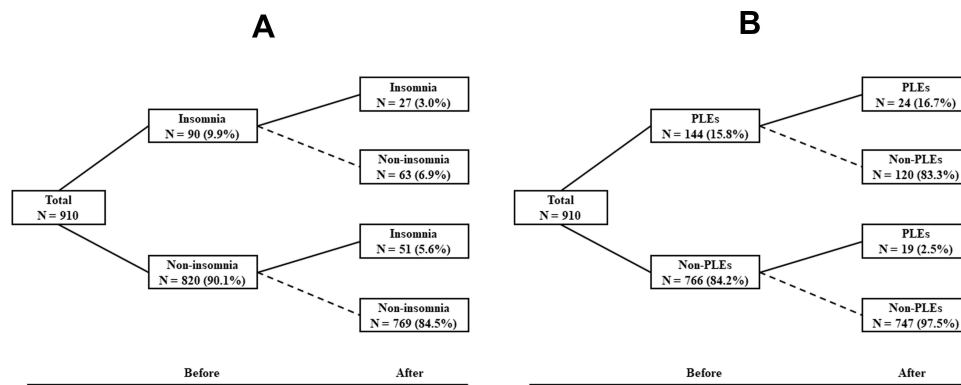 A
Insomnia
N = 27 (3.0%)
Insomnia
N = 90 (9.9%)
Non-insomnia
N = 63 (6.9%)
Total
N = 910
Insomnia
N = 51 (5.6%)
Non-insomnia
N = 820 (90.1%)
Non-insomnia
N = 769 (84.5%)
Before
After
B
PLEs
N = 24 (16.7%)
PLEs
N = 144 (15.8%)
Non-PLEs
N = 120 (83.3%)
Total
N = 910
PLEs
N = 19 (2.5%)
Non-PLEs
N = 766 (84.2%)
Non-PLEs
N = 747 (97.5%)
Before
After